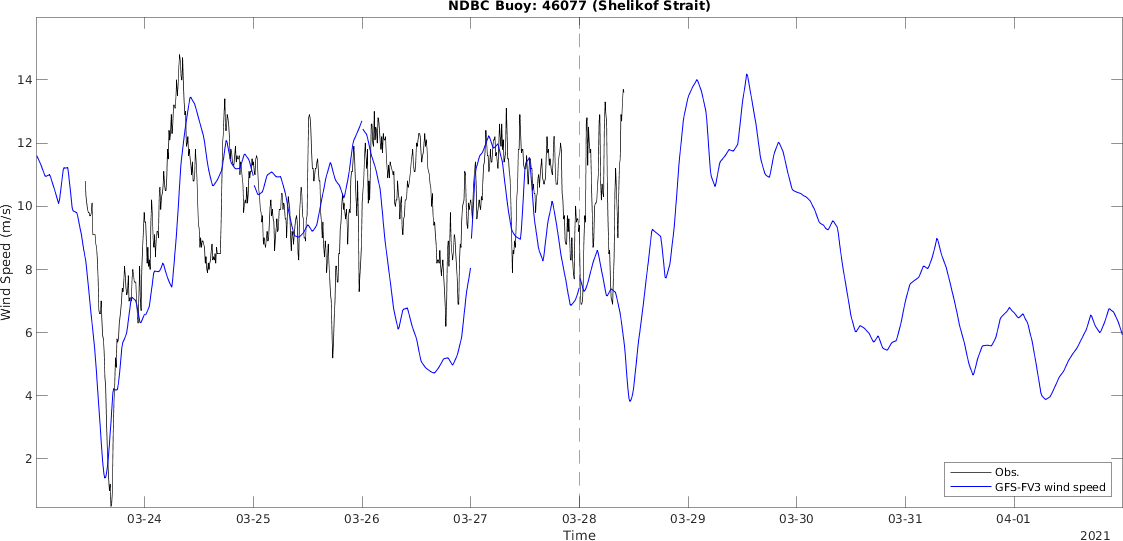 NDBC Buoy: 46077 (Shelikof Strait)
Wind Speed (m/s)
14
12
10
8
6
4
2
Obs.
GFS-FV3 wind speed
03-24 03-25 03-26 03-27 03-28 03-29 03-30 03-31 04-01
Time
2021